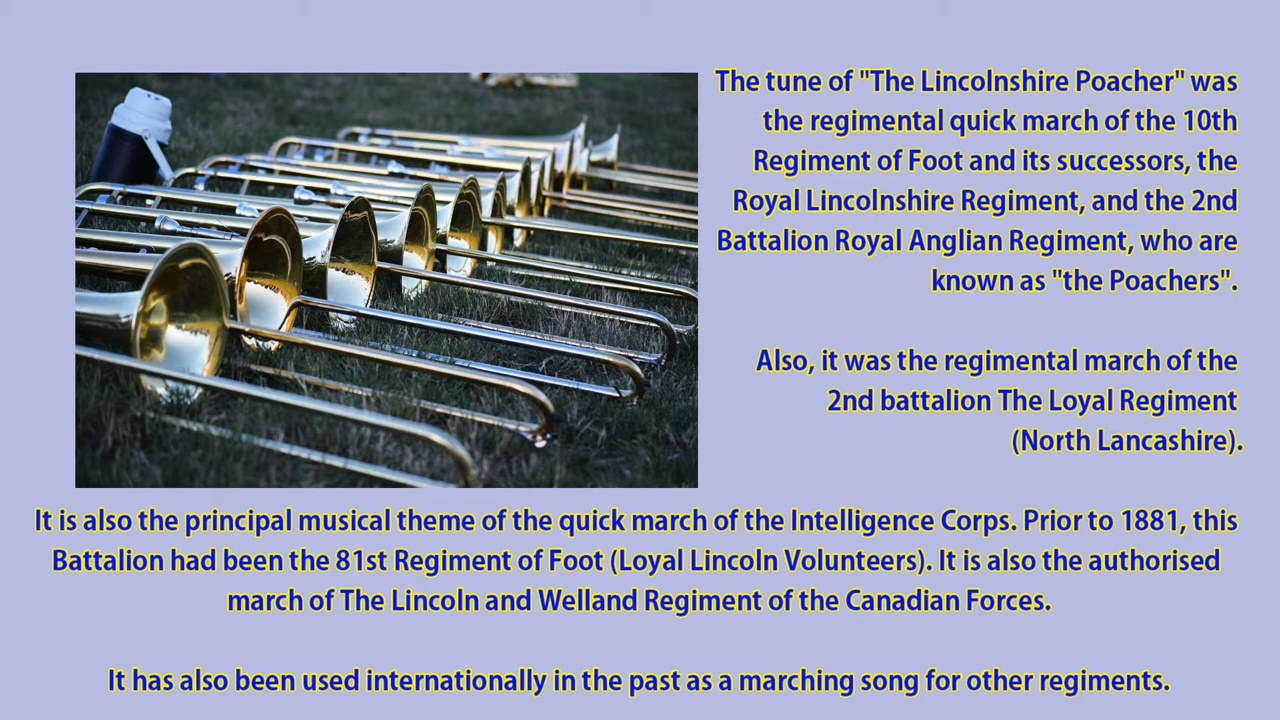 The tune of "The Lincolnshire Poacher" was
the regimental quick march of the 10th
Regiment of Foot and its successors, the
Royal Lincolnshire Regiment, and the 2nd
Battalion Royal Anglian Regiment, who are
known as "the Poachers".
Also, it was the regimental march of the
2nd battalion The Loyal Regiment
(North Lancashire).
It is also the principal musical theme of the quick march of the Intelligence Corps. Prior to 1881, this
Battalion had been the 81st Regiment of Foot (Loyal Lincoln Volunteers). It is also the authorised
march of The Lincoln and Welland Regiment of the Canadian Forces.
It has also been used internationally in the past as a marching song for other regiments.